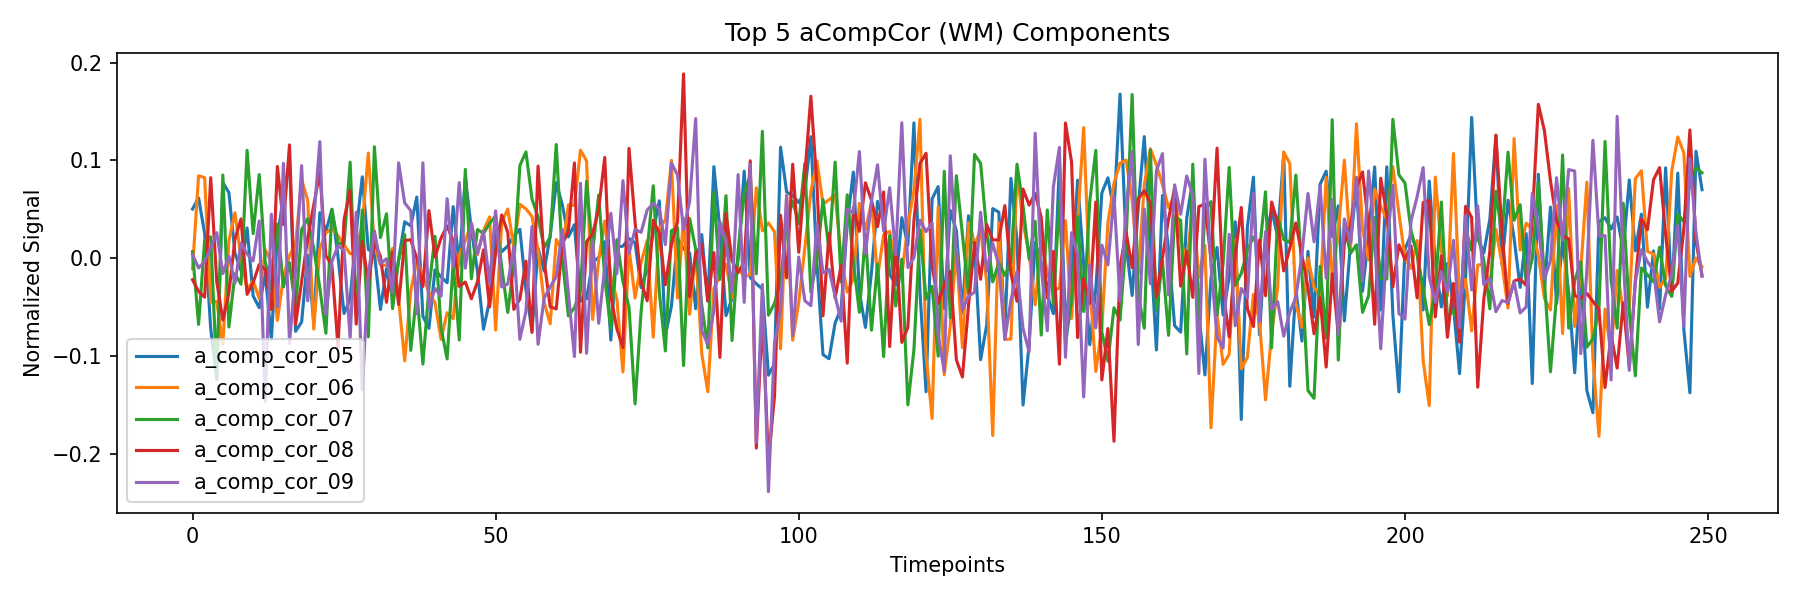 Top 5 aCompCor (WM) Components
Normalized Signal
0.2
0.1
0.0
−0.1
−0.2
a_comp_cor_05
a_comp_cor_06
a_comp_cor_07
a_comp_cor_08
a_comp_cor_09
0 50 100 150 200 250
Timepoints